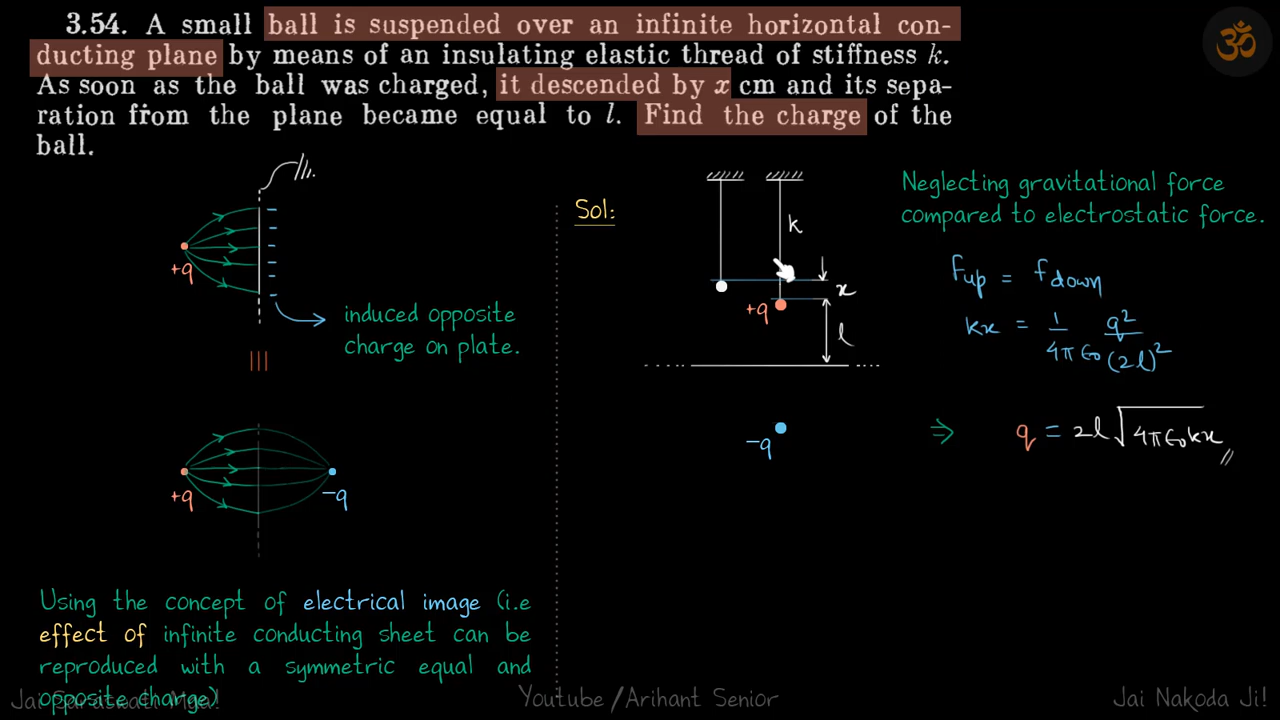 3.54. A small ball is suspended over an infinite horizontal con-
ducting plane by means of an insulating elastic thread of stiffness k.
As soon as the ball was charged, it descended by x cm and its sepa-
ration from the plane became equal to l. Find the charge of the
ball.
+q
induced opposite
charge on plate.
+q
-q
Using the concept of electrical image (i.e
effect of infinite conducting sheet can be
reproduced with a symmetric equal and
opposite charge)
Sol:
k
x
+q
l
-q
Neglecting gravitational force
compared to electrostatic force.
Fup = fdown
kx = 1/4πϵ₀ q²/(2l)²
⇒ q = 2l√4πϵ₀kx
ॐ
Jai Saraswati Maa!
Youtube /Arihant Senior
Jai Nakoda Ji!